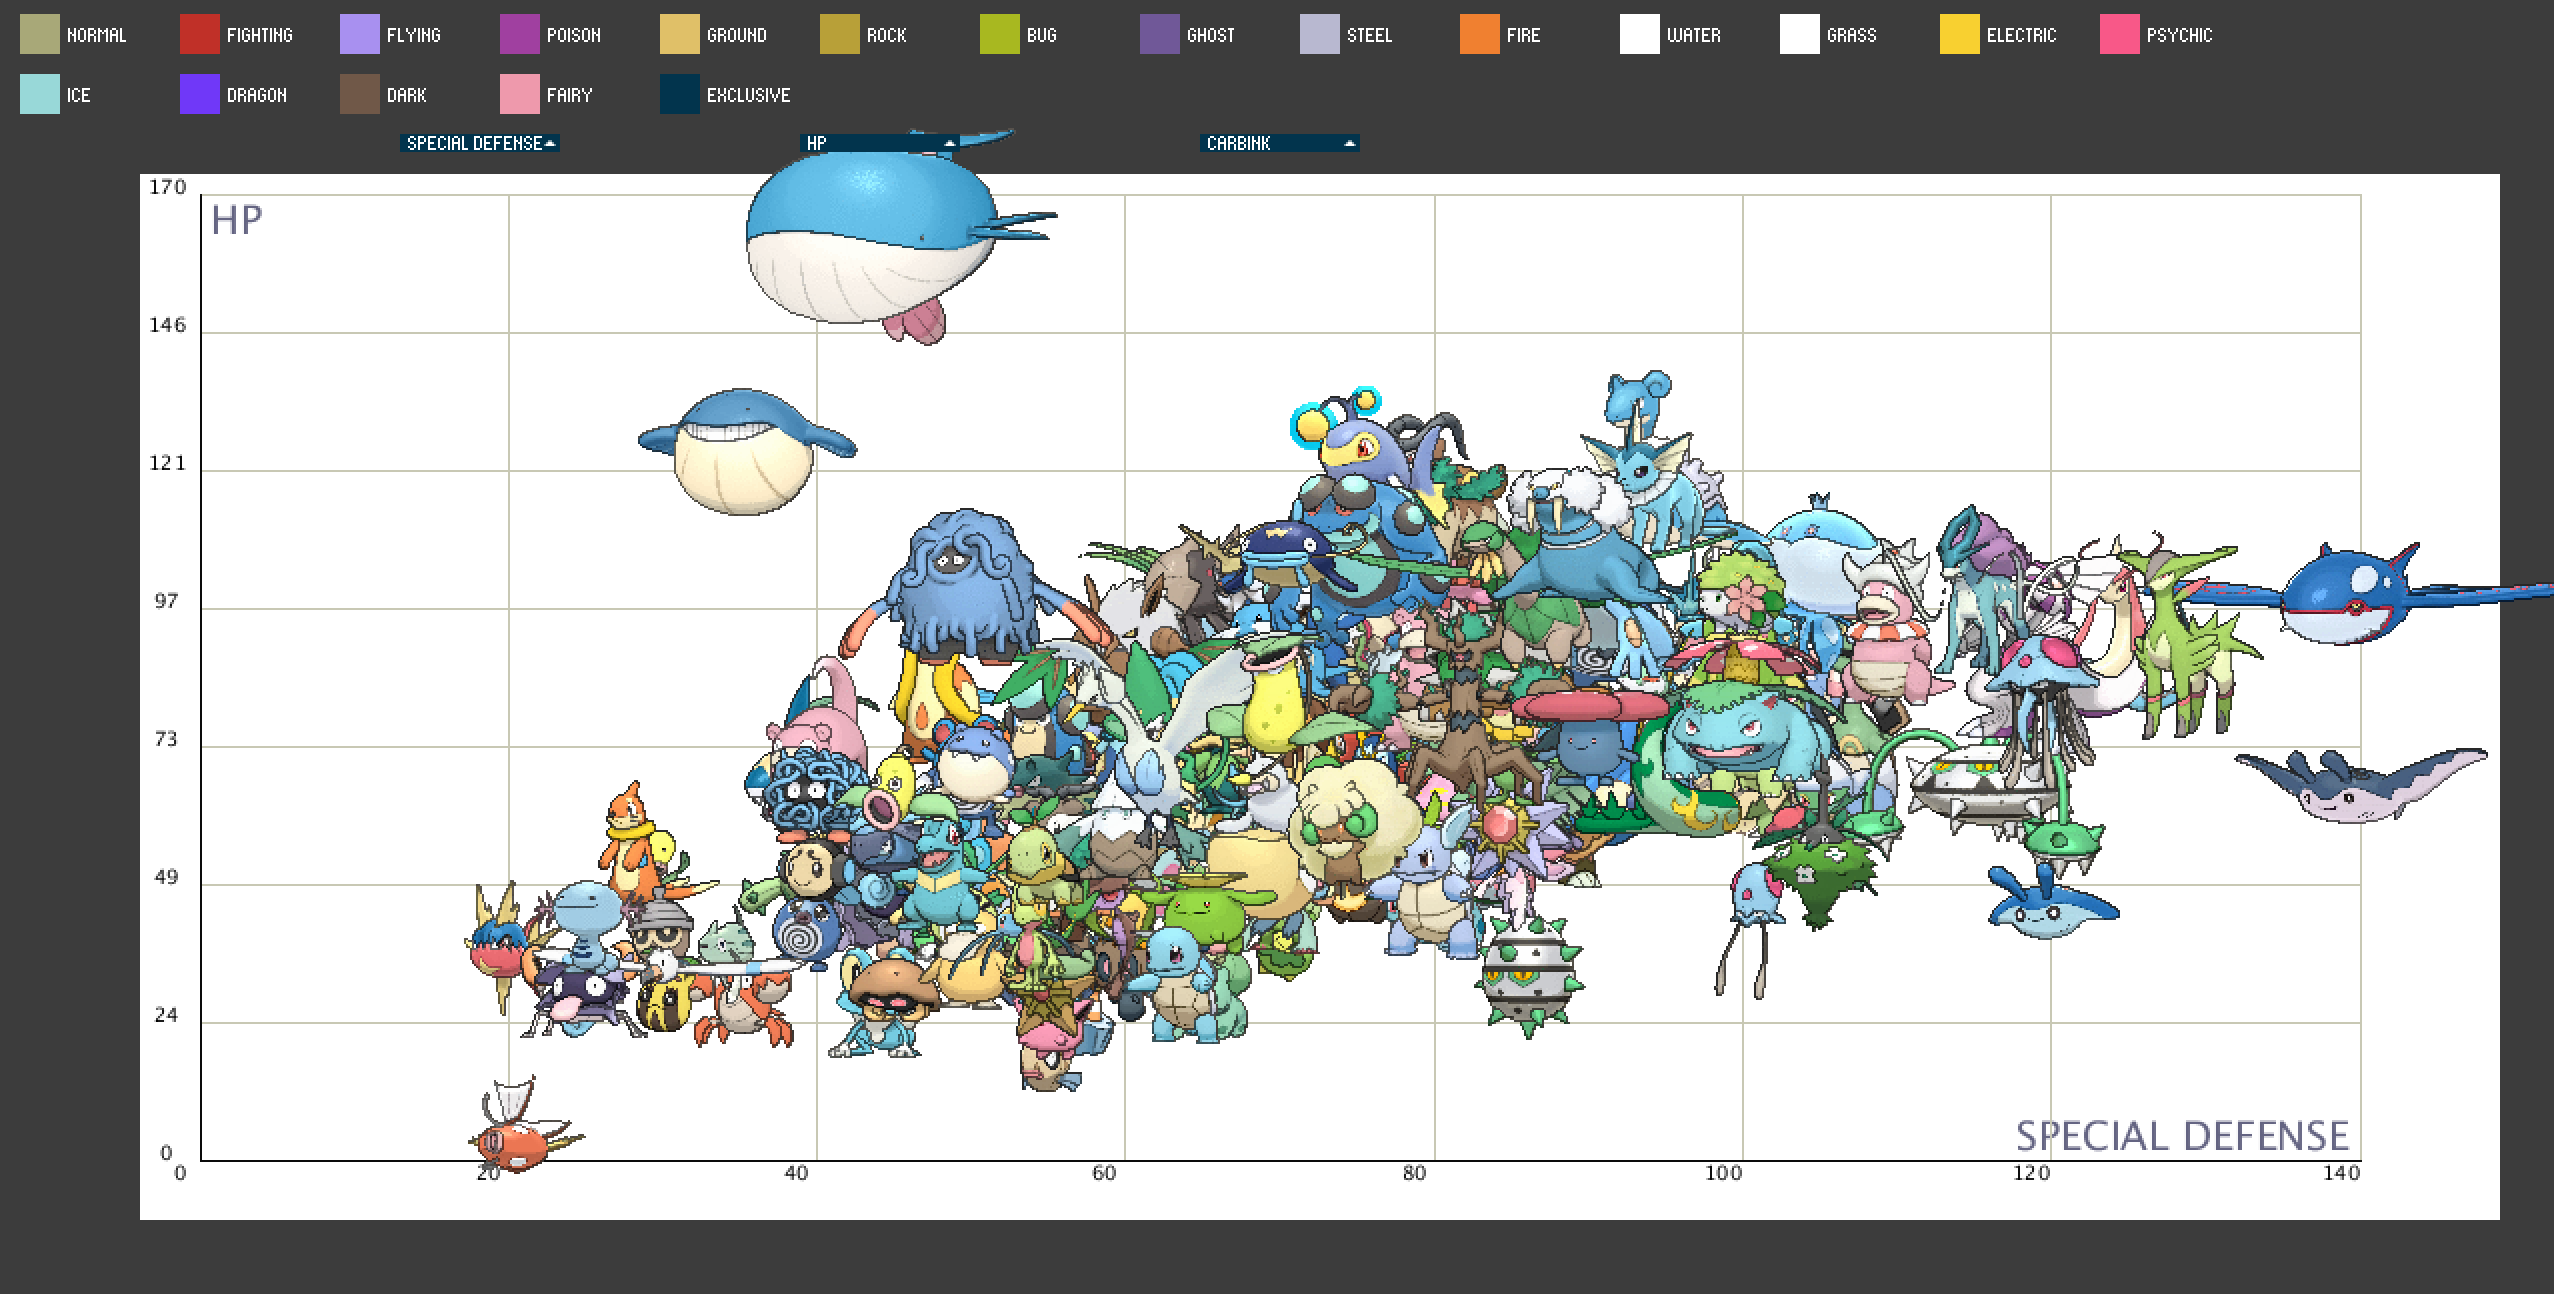 NORMAL FIGHTING FLYING POISON GROUND ROCK BUG GHOST STEEL FIRE WATER GRASS ELECTRIC PSYCHIC
ICE DRAGON DARK FAIRY EXCLUSIVE
SPECIAL DEFENSE HP CARBINK
170
HP
146
121
97
73
49
24
SPECIAL DEFENSE
0
0 20 40 60 80 100 120 140